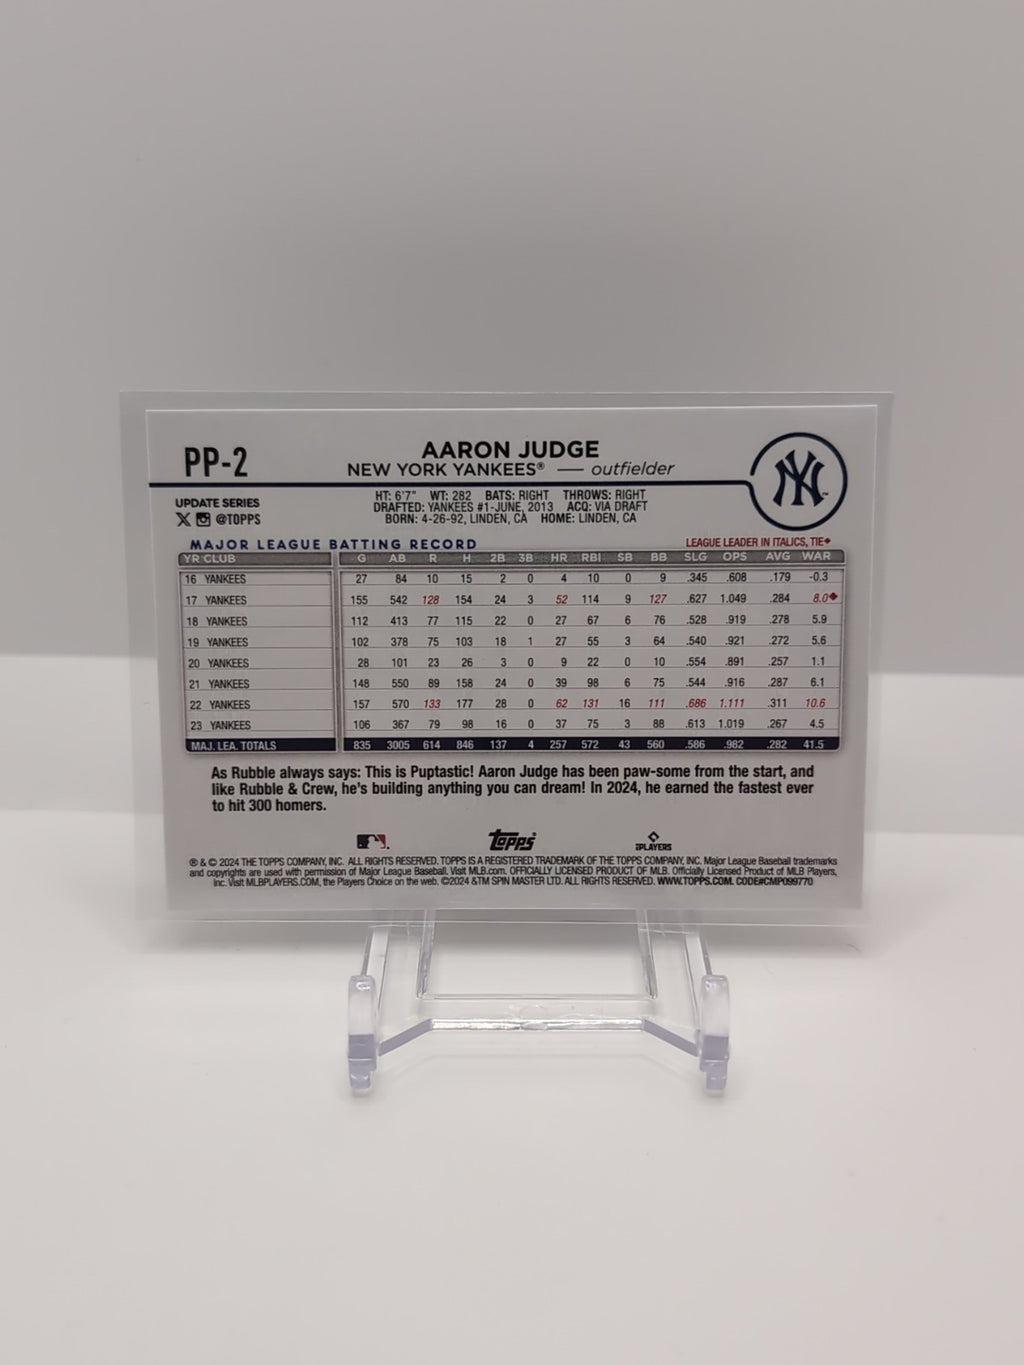 PP-2
AARON JUDGE
NEW YORK YANKEES® — outfielder
NY
UPDATE SERIES
@TOPPS
HT: 6'7" WT: 282 BATS: RIGHT THROWS: RIGHT
DRAFTED: YANKEES #1-JUNE, 2013 ACQ: VIA DRAFT
BORN: 4-26-92, LINDEN, CA HOME: LINDEN, CA
MAJOR LEAGUE BATTING RECORD LEAGUE LEADER IN ITALICS, TIE◆
YR CLUB G AB R H 2B 3B HR RBI SB BB SLG OPS AVG WAR
16 YANKEES 27 84 10 15 2 0 4 10 0 9 .345 .608 .179 -0.3
17 YANKEES 155 542 128 154 24 3 52 114 9 127 .627 1.049 .284 8.0◆
18 YANKEES 112 413 77 115 22 0 27 67 6 76 .528 .919 .278 5.9
19 YANKEES 102 378 75 103 18 1 27 55 3 64 .540 .921 .272 5.6
20 YANKEES 28 101 23 26 3 0 9 22 0 10 .554 .891 .257 1.1
21 YANKEES 148 550 89 158 24 0 39 98 6 75 .544 .916 .287 6.1
22 YANKEES 157 570 133 177 28 0 62 131 16 111 .686 1.111 .311 10.6
23 YANKEES 106 367 79 98 16 0 37 75 3 88 .613 1.019 .267 4.5
MAJ. LEA. TOTALS 835 3005 614 846 137 4 257 572 43 560 .586 .982 .282 41.5
As Rubble always says: This is Puptastic! Aaron Judge has been paw-some from the start, and
like Rubble & Crew, he's building anything you can dream! In 2024, he earned the fastest ever
to hit 300 homers.
Topps
PLAYERS
® & © 2024 THE TOPPS COMPANY, INC. ALL RIGHTS RESERVED. TOPPS IS A REGISTERED TRADEMARK OF THE TOPPS COMPANY, INC. Major League Baseball trademarks
and copyrights are used with permission of Major League Baseball. Visit MLB.com. OFFICIALLY LICENSED PRODUCT OF MLB. Officially Licensed Product of MLB Players,
Inc. Visit MLBPLAYERS.COM, the Players Choice on the web. ©2024 &TM SPIN MASTER LTD. ALL RIGHTS RESERVED. WWW.TOPPS.COM. CODE#CMP099770